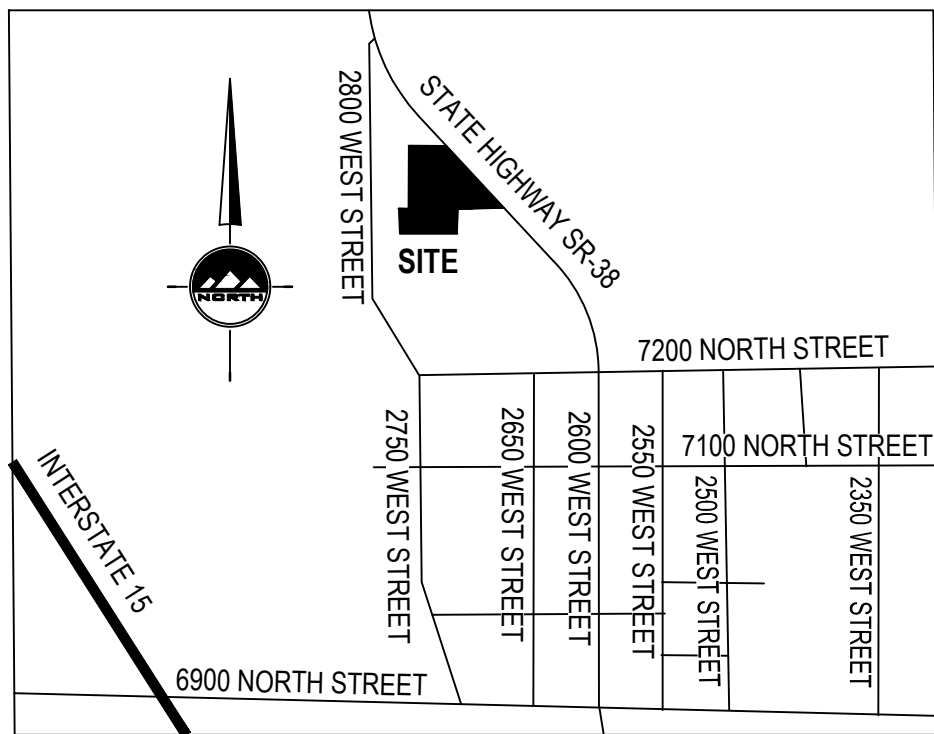 2800 WEST STREET
STATE HIGHWAY SR-38
SITE
NORTH
7200 NORTH STREET
2750 WEST STREET
2650 WEST STREET
2600 WEST STREET
2550 WEST STREET
7100 NORTH STREET
2500 WEST STREET
2350 WEST STREET
INTERSTATE 15
6900 NORTH STREET